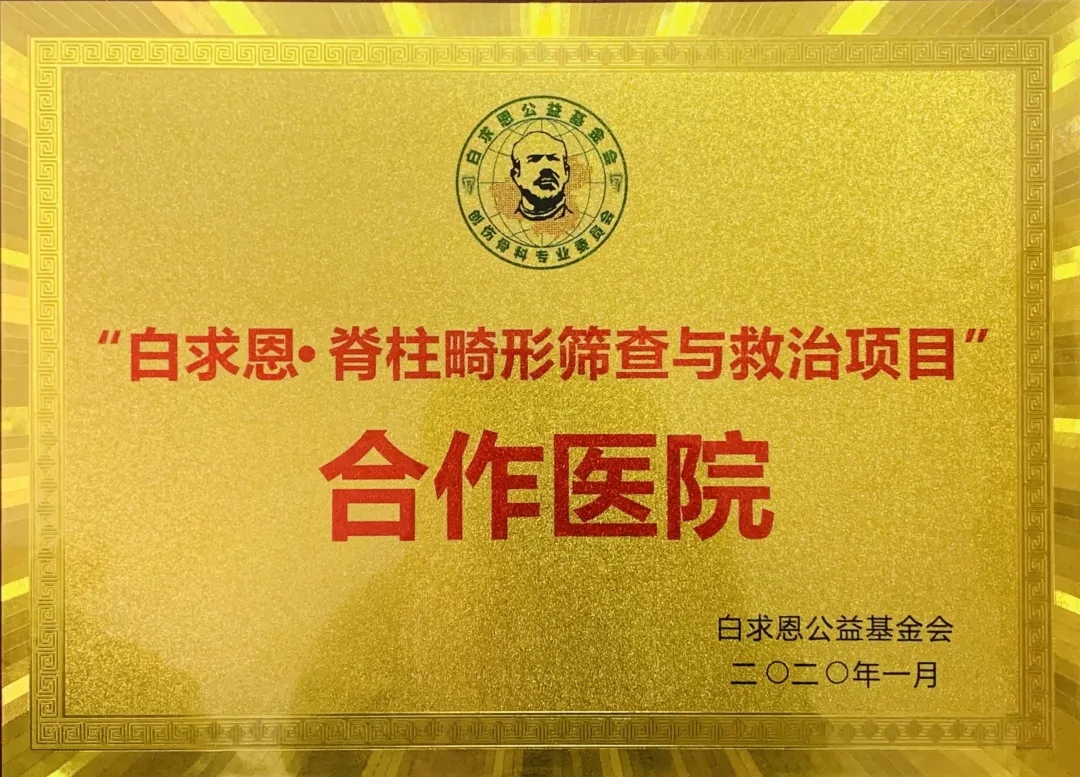 白求恩公益基金会
创伤骨科专业委员会
“白求恩·脊柱畸形筛查与救治项目”
合作医院
白求恩公益基金会
二〇二〇年一月